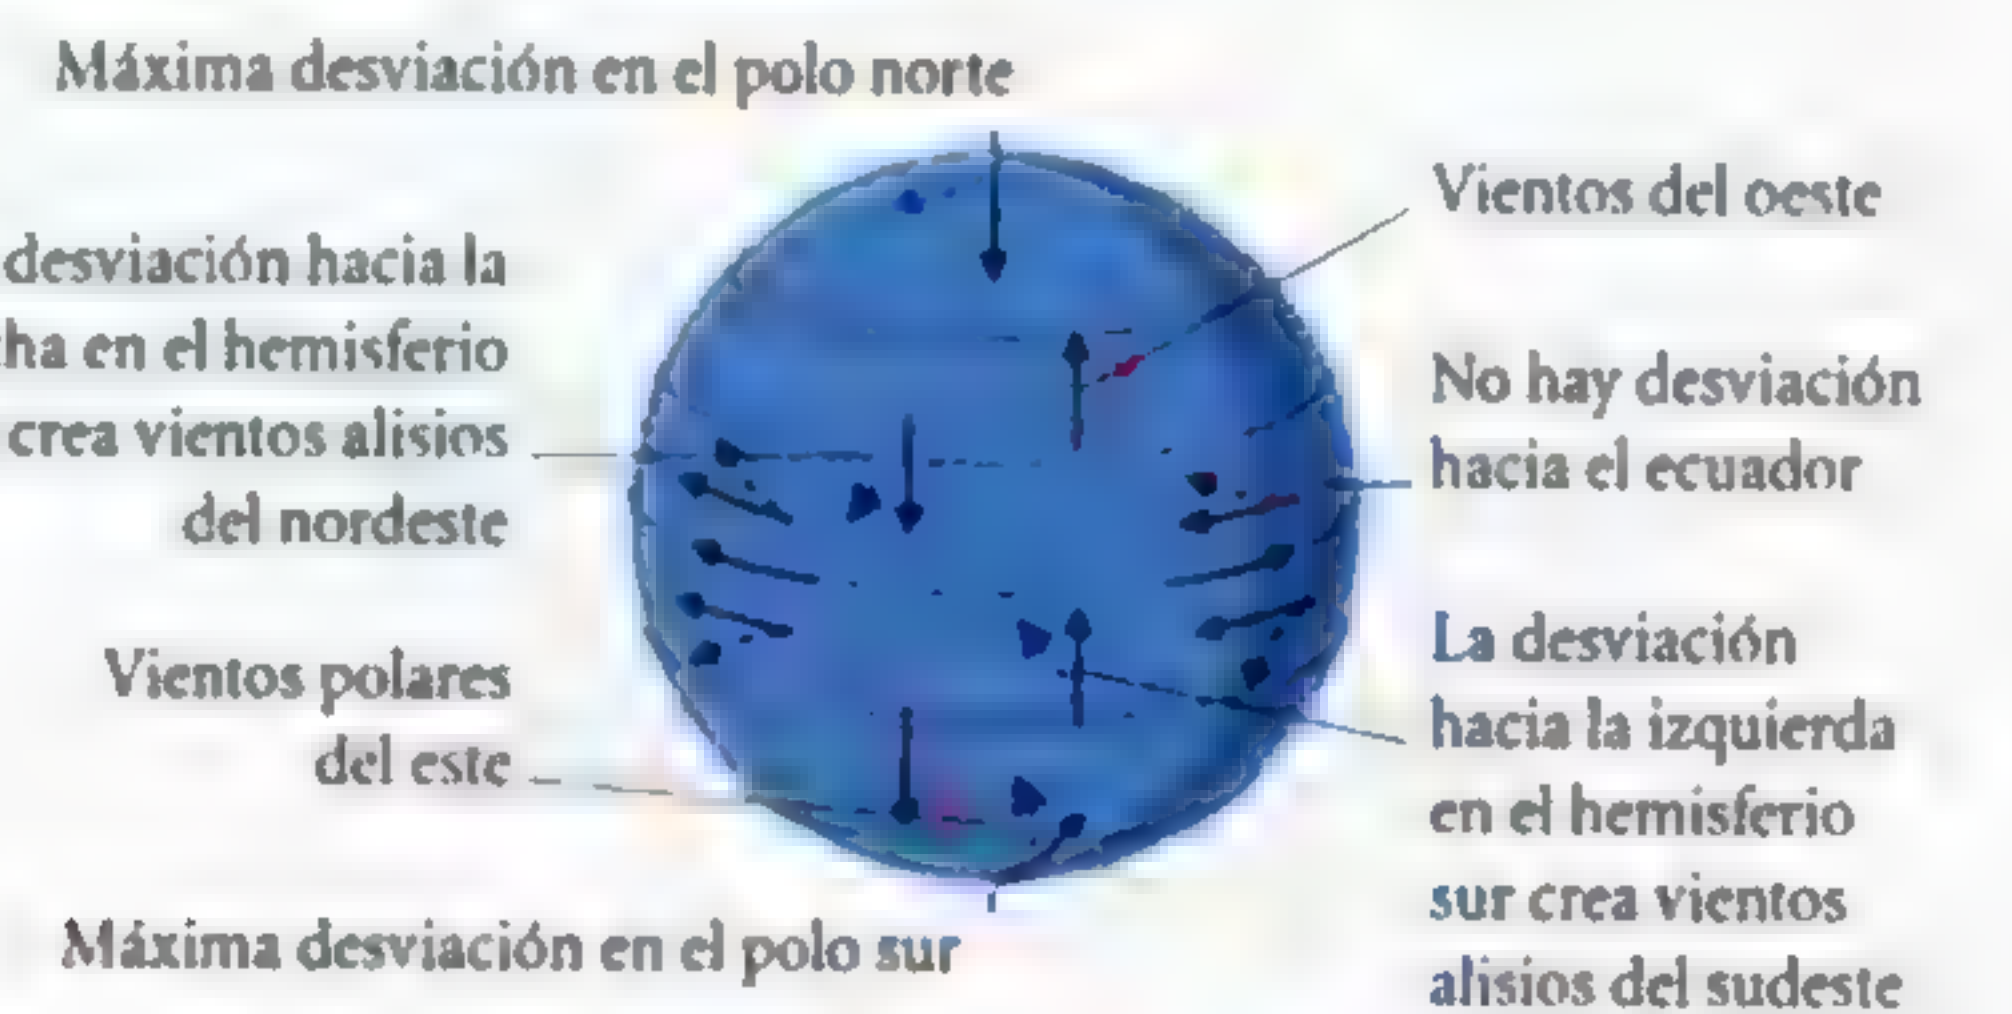 Máxima desviación en el polo norte
desviación hacia la
ha en el hemisferio
crea vientos alisios
del nordeste
Vientos polares
del este
Máxima desviación en el polo sur
Vientos del oeste
No hay desviación
hacia el ecuador
La desviación
hacia la izquierda
en el hemisferio
sur crea vientos
alisios del sudeste